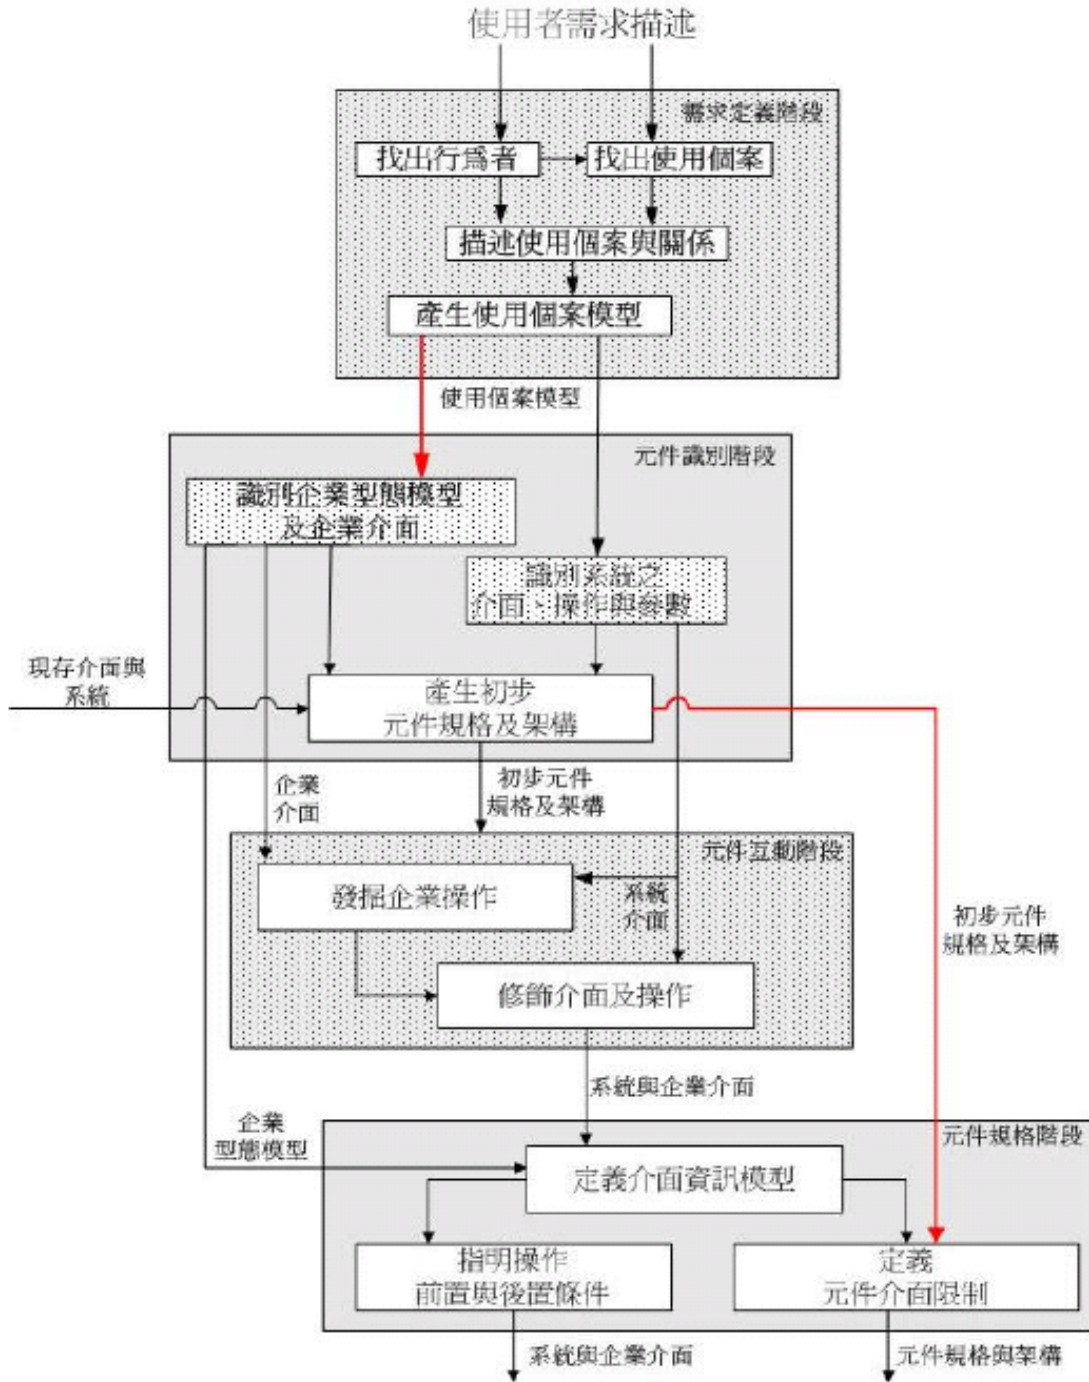 使用者需求描述
需求定義階段
找出行為者
找出使用個案
描述使用個案與關係
產生使用個案模型
使用個案模型
元件識別階段
識別企業型態模型
及企業介面
識別系統之
介面、操作與參數
現存介面與
系統
產生初步
元件規格及架構
企業
介面
初步元件
規格及架構
元件互動階段
發掘企業操作
系統
介面
初步元件
規格及架構
修飾介面及操作
系統與企業介面
企業
型態模型
元件規格階段
定義介面資訊模型
指明操作
前置與後置條件
定義
元件介面限制
系統與企業介面
元件規格與架構